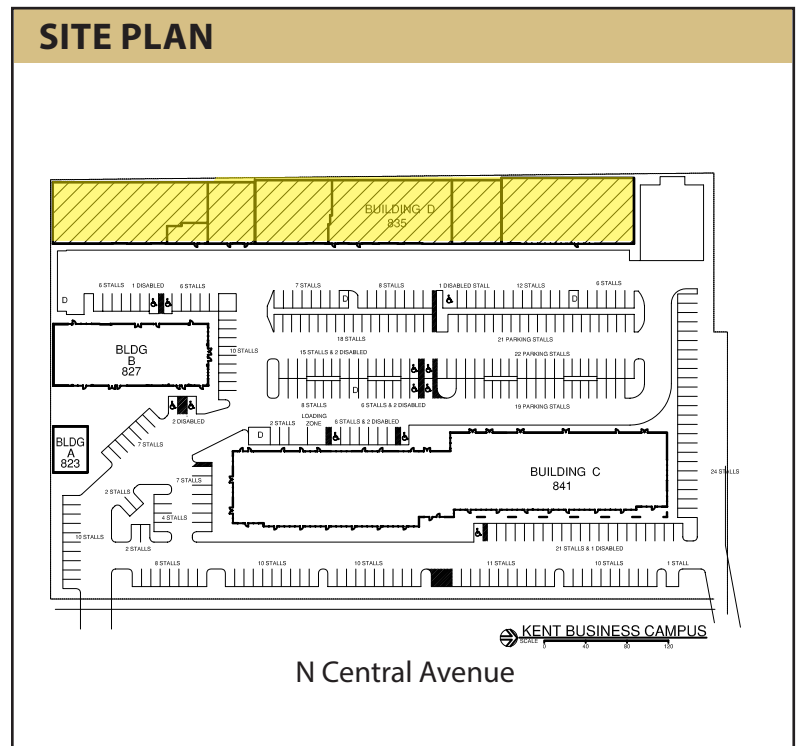 SITE PLAN
BUILDING D
835
6 STALLS
1 DISABLED
6 STALLS
7 STALLS
8 STALLS
1 DISABLED STALL
12 STALLS
6 STALLS
D
D
D
BLDG
B
827
10 STALLS
18 STALLS
21 PARKING STALLS
15 STALLS & 2 DISABLED
22 PARKING STALLS
D
8 STALLS
6 STALLS & 2 DISABLED
19 PARKING STALLS
2 DISABLED
7 STALLS
D
2 STALLS
LOADING
ZONE
6 STALLS & 2 DISABLED
BLDG
A
823
BUILDING C
841
24 STALLS
7 STALLS
2 STALLS
4 STALLS
10 STALLS
2 STALLS
21 STALLS & 1 DISABLED
8 STALLS
10 STALLS
10 STALLS
11 STALLS
10 STALLS
1 STALL
KENT BUSINESS CAMPUS
SCALE
0 40 80 120
N Central Avenue